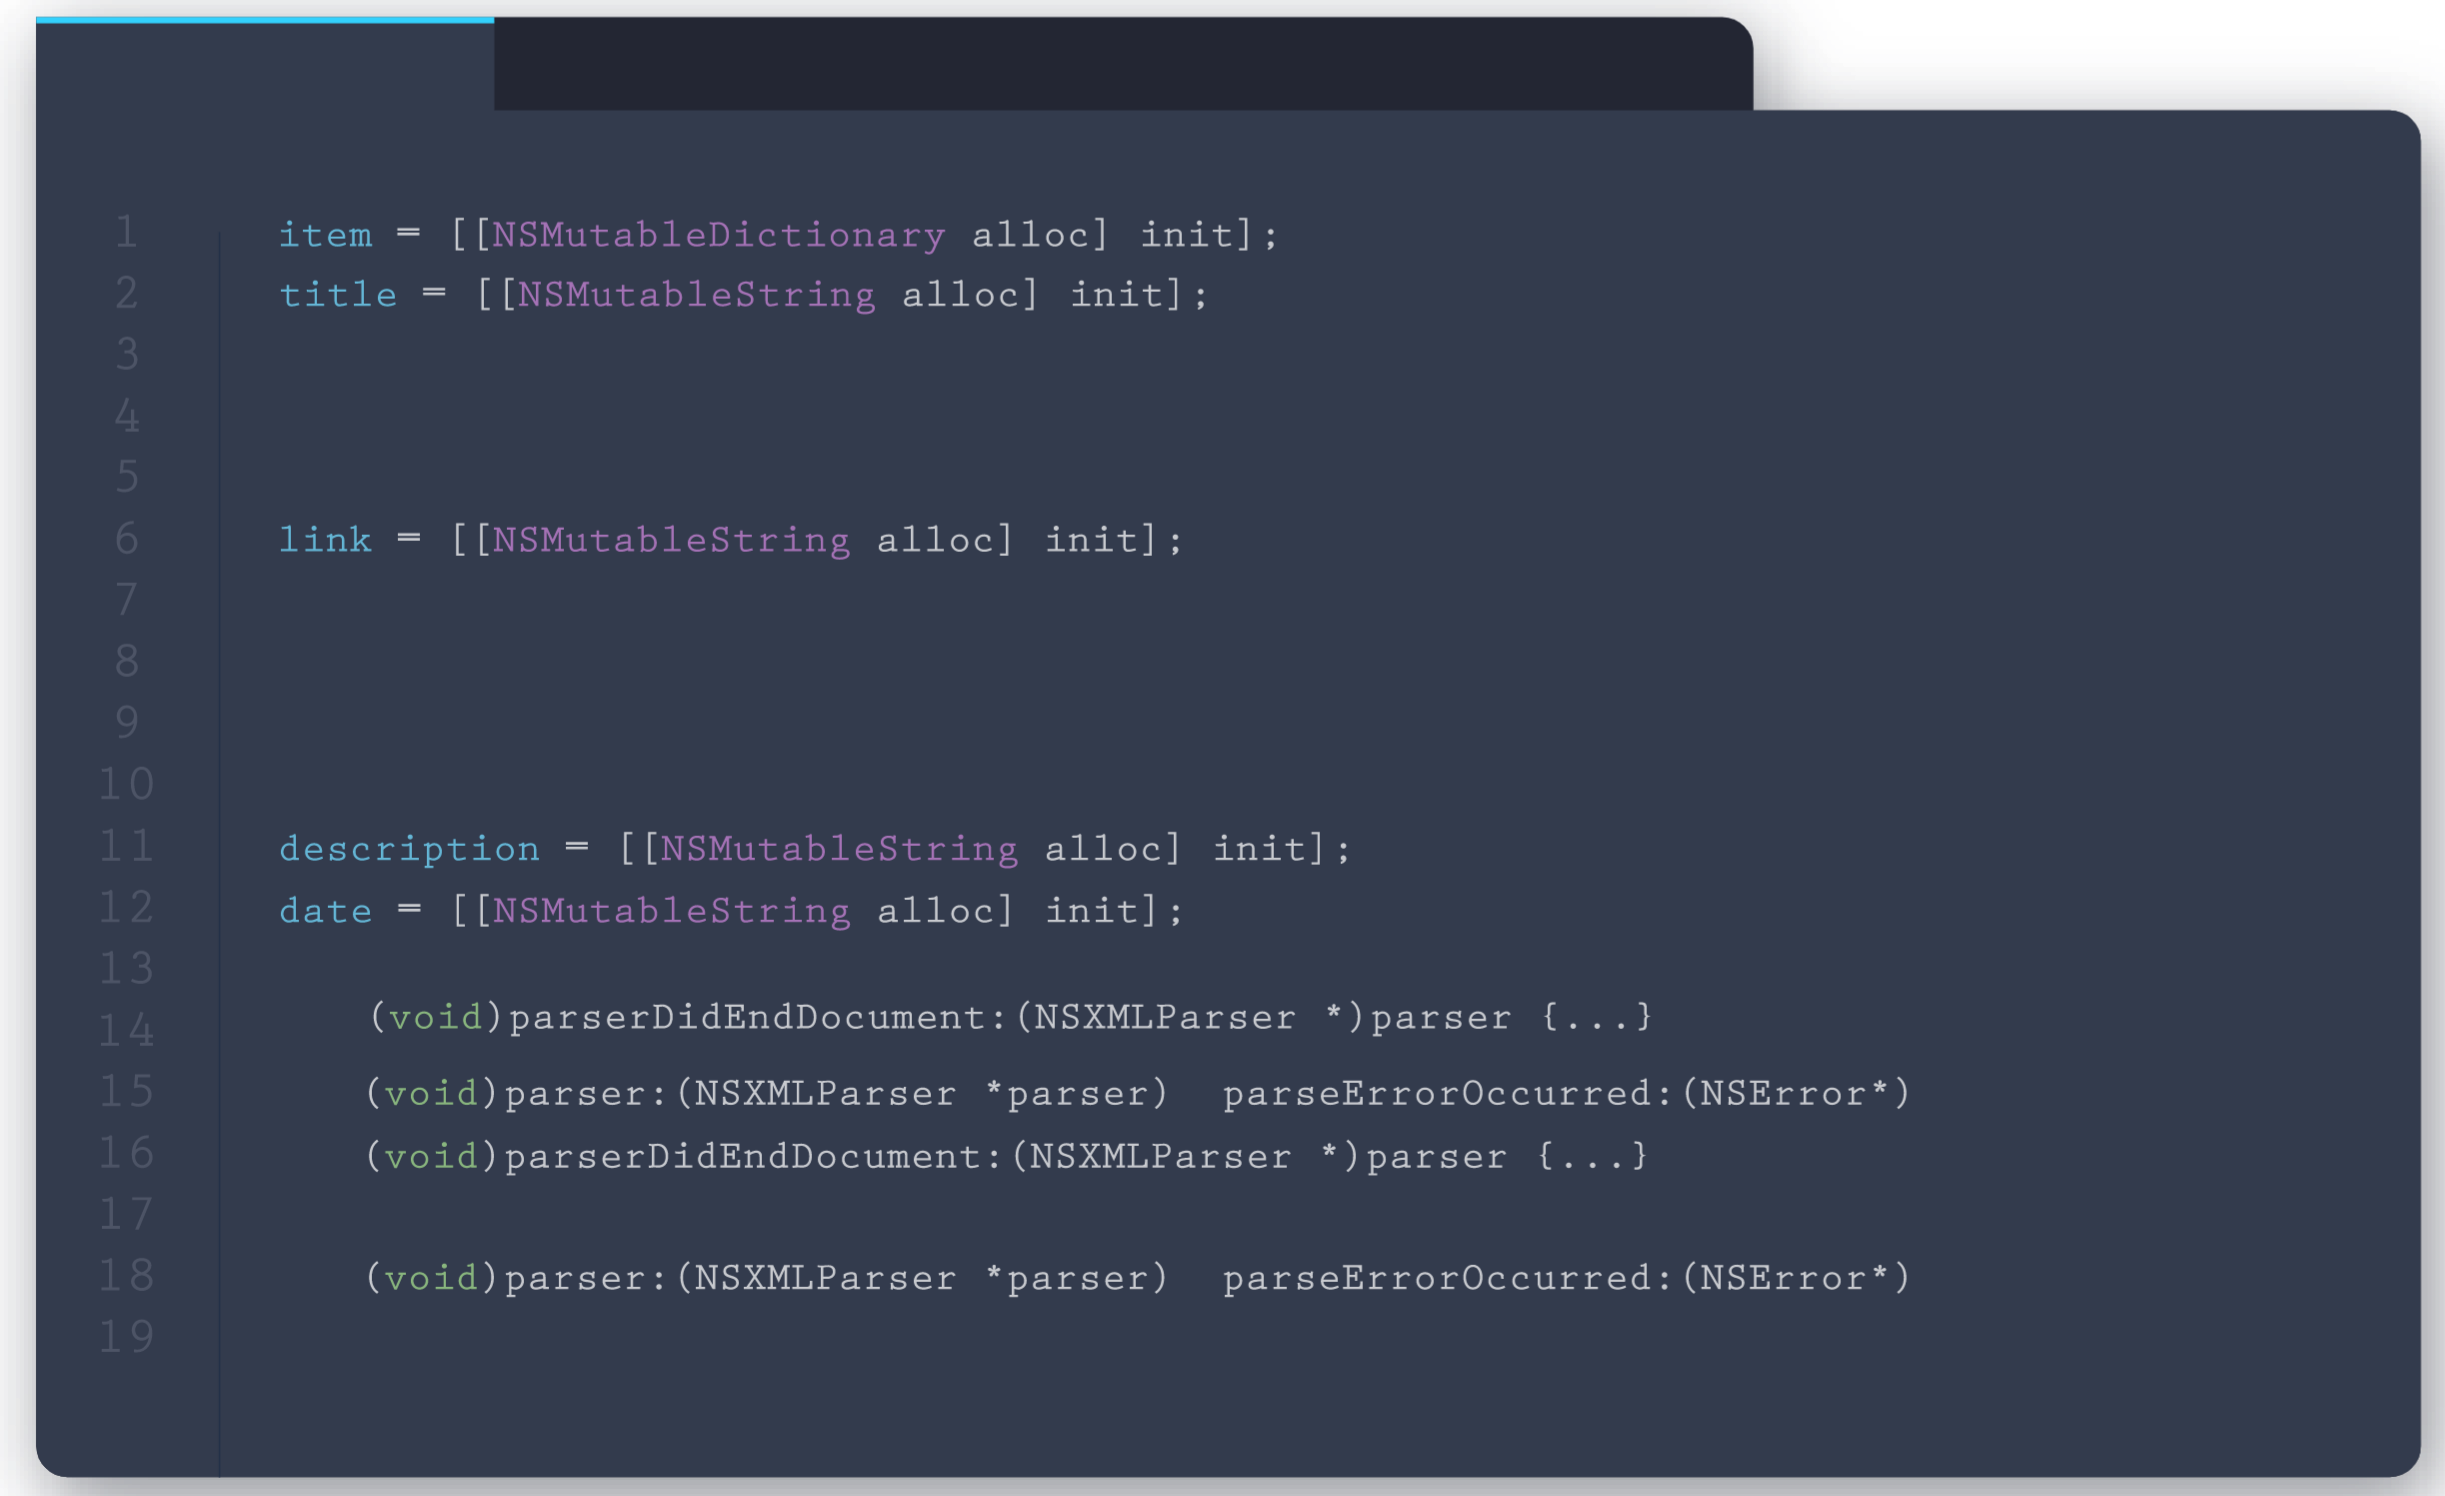 1 item = [[NSMutableDictionary alloc] init];
2 title = [[NSMutableString alloc] init];
3
4
5
6 link = [[NSMutableString alloc] init];
7
8
9
10
11 description = [[NSMutableString alloc] init];
12 date = [[NSMutableString alloc] init];
13
14 (void)parserDidEndDocument:(NSXMLParser *)parser {...}
15 (void)parser:(NSXMLParser *parser)  parseErrorOccurred:(NSError*)
16 (void)parserDidEndDocument:(NSXMLParser *)parser {...}
17
18 (void)parser:(NSXMLParser *parser)  parseErrorOccurred:(NSError*)
19